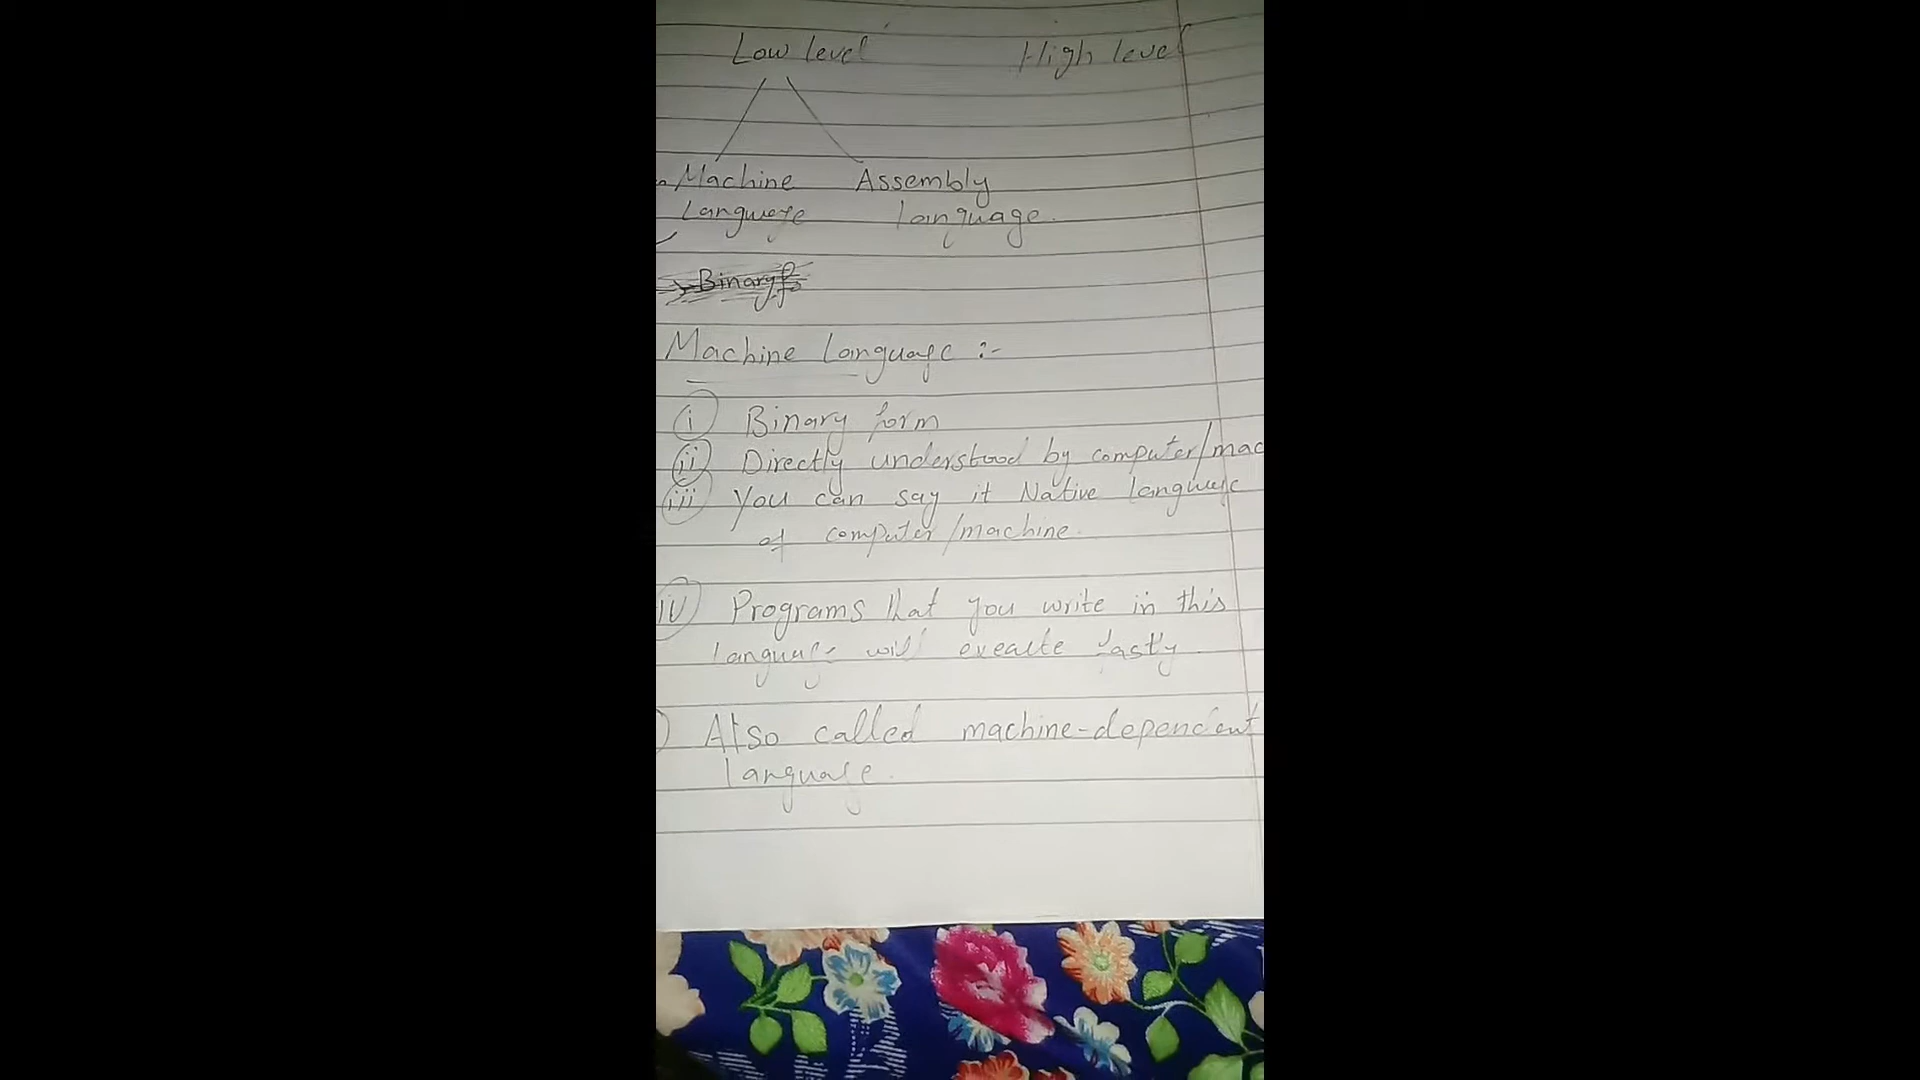 Low level High level
Machine Assembly
Language language.
Binary f
Machine language :-
(i) Binary form
(ii) Directly understood by computer/mac
(iii) You can say it Native language
of computer/machine.
iv) Programs that you write in this
language will execute fasty
) Also called machine-dependent
language.